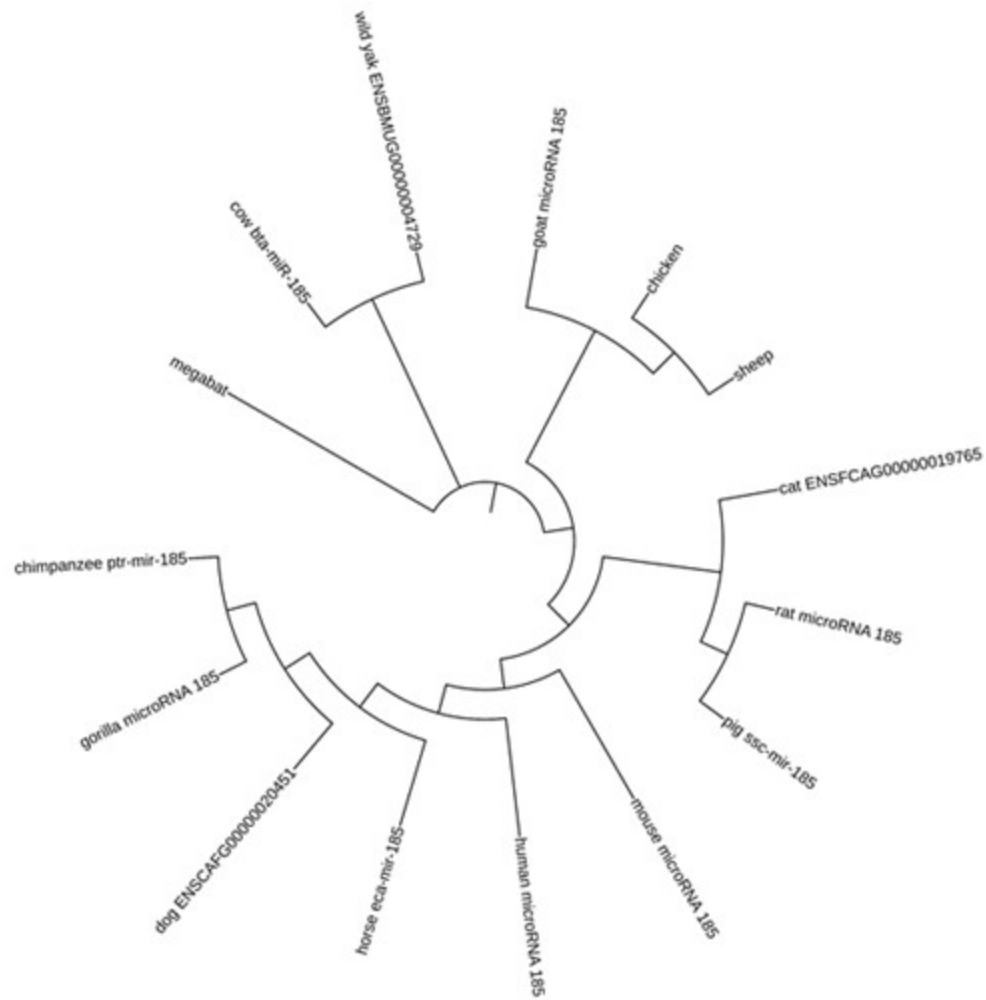 wild yak ENSBMUG00000004729
goat microRNA 185
cow bta-miR-185
chicken
sheep
megabat
cat ENSFCAG00000019765
chimpanzee ptr-mir-185
rat microRNA 185
gorilla microRNA 185
pig ssc-mir-185
dog ENSCAFG00000020451
horse eca-mir-185
human microRNA 185
mouse microRNA 185